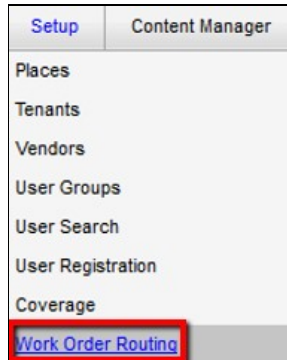 Setup Content Manager
Places
Tenants
Vendors
User Groups
User Search
User Registration
Coverage
Work Order Routing